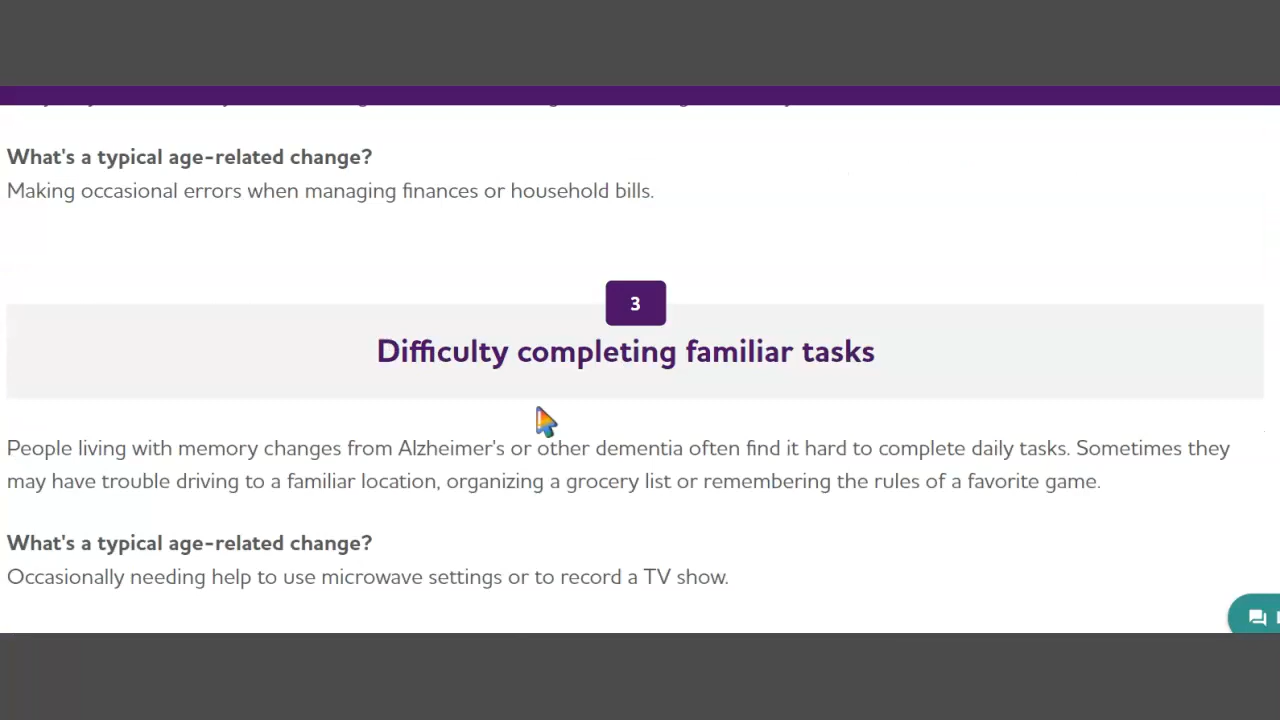 What's a typical age-related change?
Making occasional errors when managing finances or household bills.
3
Difficulty completing familiar tasks
People living with memory changes from Alzheimer's or other dementia often find it hard to complete daily tasks. Sometimes they
may have trouble driving to a familiar location, organizing a grocery list or remembering the rules of a favorite game.
What's a typical age-related change?
Occasionally needing help to use microwave settings or to record a TV show.